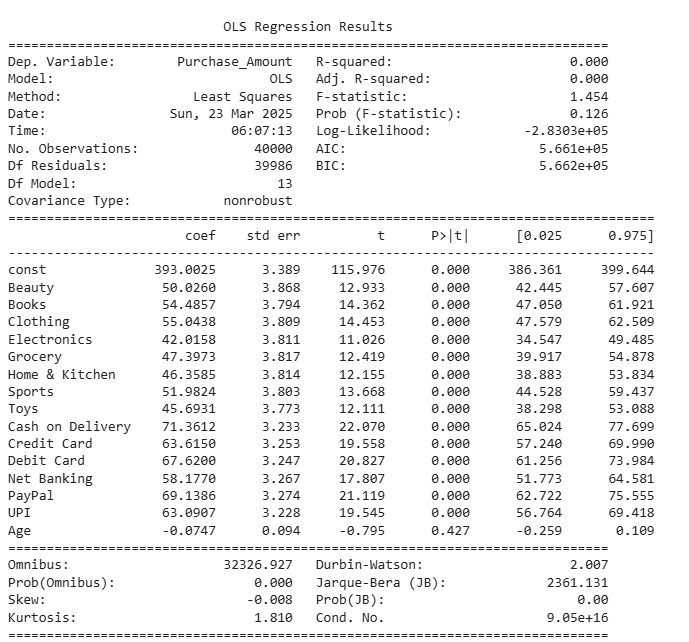 OLS Regression Results
==============================================================================
Dep. Variable: Purchase_Amount R-squared: 0.000
Model: OLS Adj. R-squared: 0.000
Method: Least Squares F-statistic: 1.454
Date: Sun, 23 Mar 2025 Prob (F-statistic): 0.126
Time: 06:07:13 Log-Likelihood: -2.8303e+05
No. Observations: 40000 AIC: 5.661e+05
Df Residuals: 39986 BIC: 5.662e+05
Df Model: 13
Covariance Type: nonrobust
====================================================================================
coef std err t P>|t| [0.025 0.975]
------------------------------------------------------------------------------------
const 393.0025 3.389 115.976 0.000 386.361 399.644
Beauty 50.0260 3.868 12.933 0.000 42.445 57.607
Books 54.4857 3.794 14.362 0.000 47.050 61.921
Clothing 55.0438 3.809 14.453 0.000 47.579 62.509
Electronics 42.0158 3.811 11.026 0.000 34.547 49.485
Grocery 47.3973 3.817 12.419 0.000 39.917 54.878
Home & Kitchen 46.3585 3.814 12.155 0.000 38.883 53.834
Sports 51.9824 3.803 13.668 0.000 44.528 59.437
Toys 45.6931 3.773 12.111 0.000 38.298 53.088
Cash on Delivery 71.3612 3.233 22.070 0.000 65.024 77.699
Credit Card 63.6150 3.253 19.558 0.000 57.240 69.990
Debit Card 67.6200 3.247 20.827 0.000 61.256 73.984
Net Banking 58.1770 3.267 17.807 0.000 51.773 64.581
PayPal 69.1386 3.274 21.119 0.000 62.722 75.555
UPI 63.0907 3.228 19.545 0.000 56.764 69.418
Age -0.0747 0.094 -0.795 0.427 -0.259 0.109
==============================================================================
Omnibus: 32326.927 Durbin-Watson: 2.007
Prob(Omnibus): 0.000 Jarque-Bera (JB): 2361.131
Skew: -0.008 Prob(JB): 0.00
Kurtosis: 1.810 Cond. No. 9.05e+16
==============================================================================